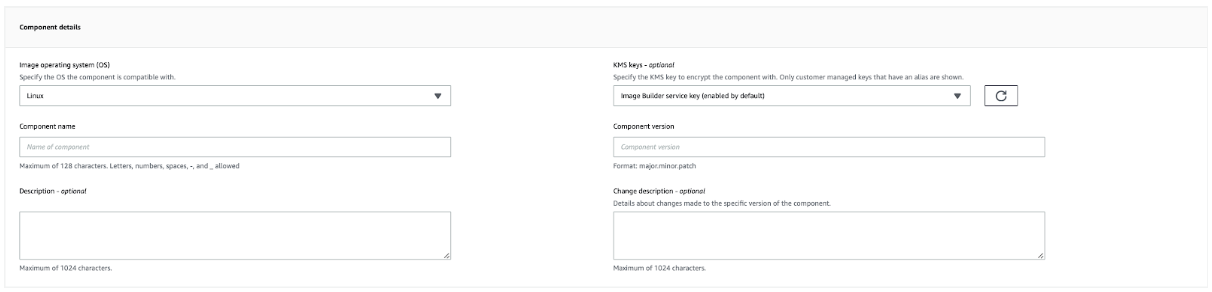 Component details
Image operating system (OS)
Specify the OS the component is compatible with.
Linux
KMS keys - optional
Specify the KMS key to encrypt the component with. Only customer managed keys that have an alias are shown.
Image Builder service key (enabled by default)
Component name
Name of component
Maximum of 128 characters. Letters, numbers, spaces, -, and _ allowed
Component version
Component version
Format: major.minor.patch
Description - optional
Maximum of 1024 characters.
Change description - optional
Details about changes made to the specific version of the component.
Maximum of 1024 characters.